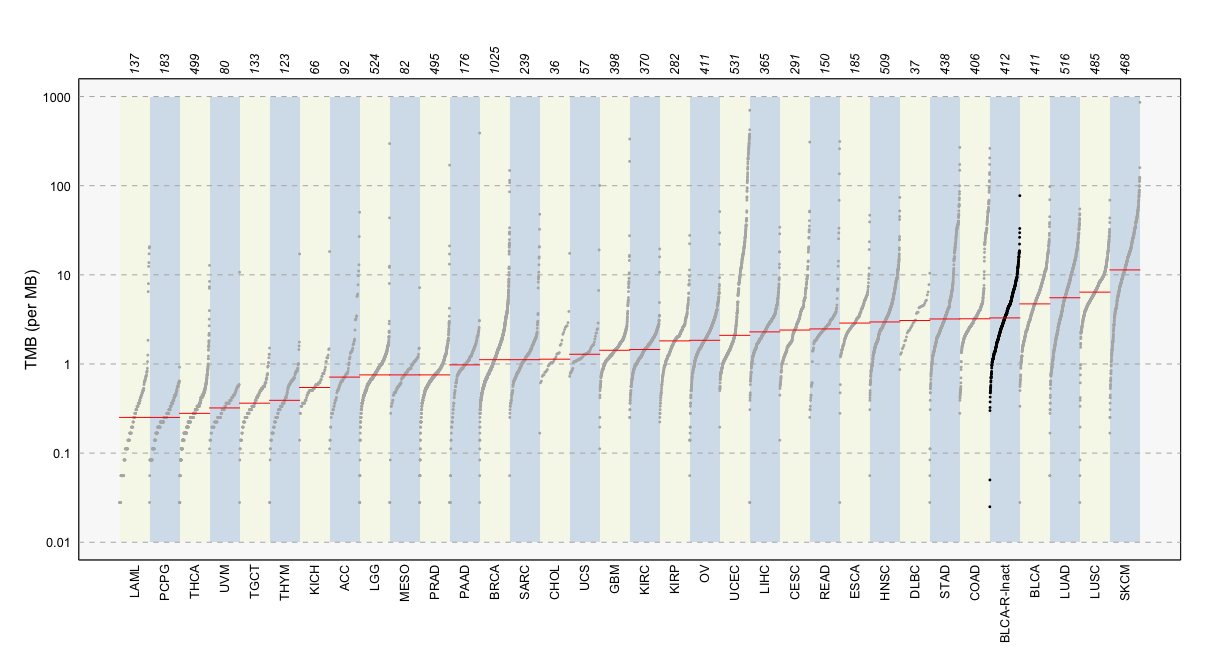 137 183 499 80 133 123 66 92 524 82 495 176 1025 239 36 57 398 370 282 411 531 365 291 150 185 509 37 438 406 412 411 516 485 468
TMB (per MB)
1000
100
10
1
0.1
0.01
LAML PCPG THCA UVM TGCT THYM KICH ACC LGG MESO PRAD PAAD BRCA SARC CHOL UCS GBM KIRC KIRP OV UCEC LIHC CESC READ ESCA HNSC DLBC STAD COAD BLCA-R-Inact BLCA LUAD LUSC SKCM